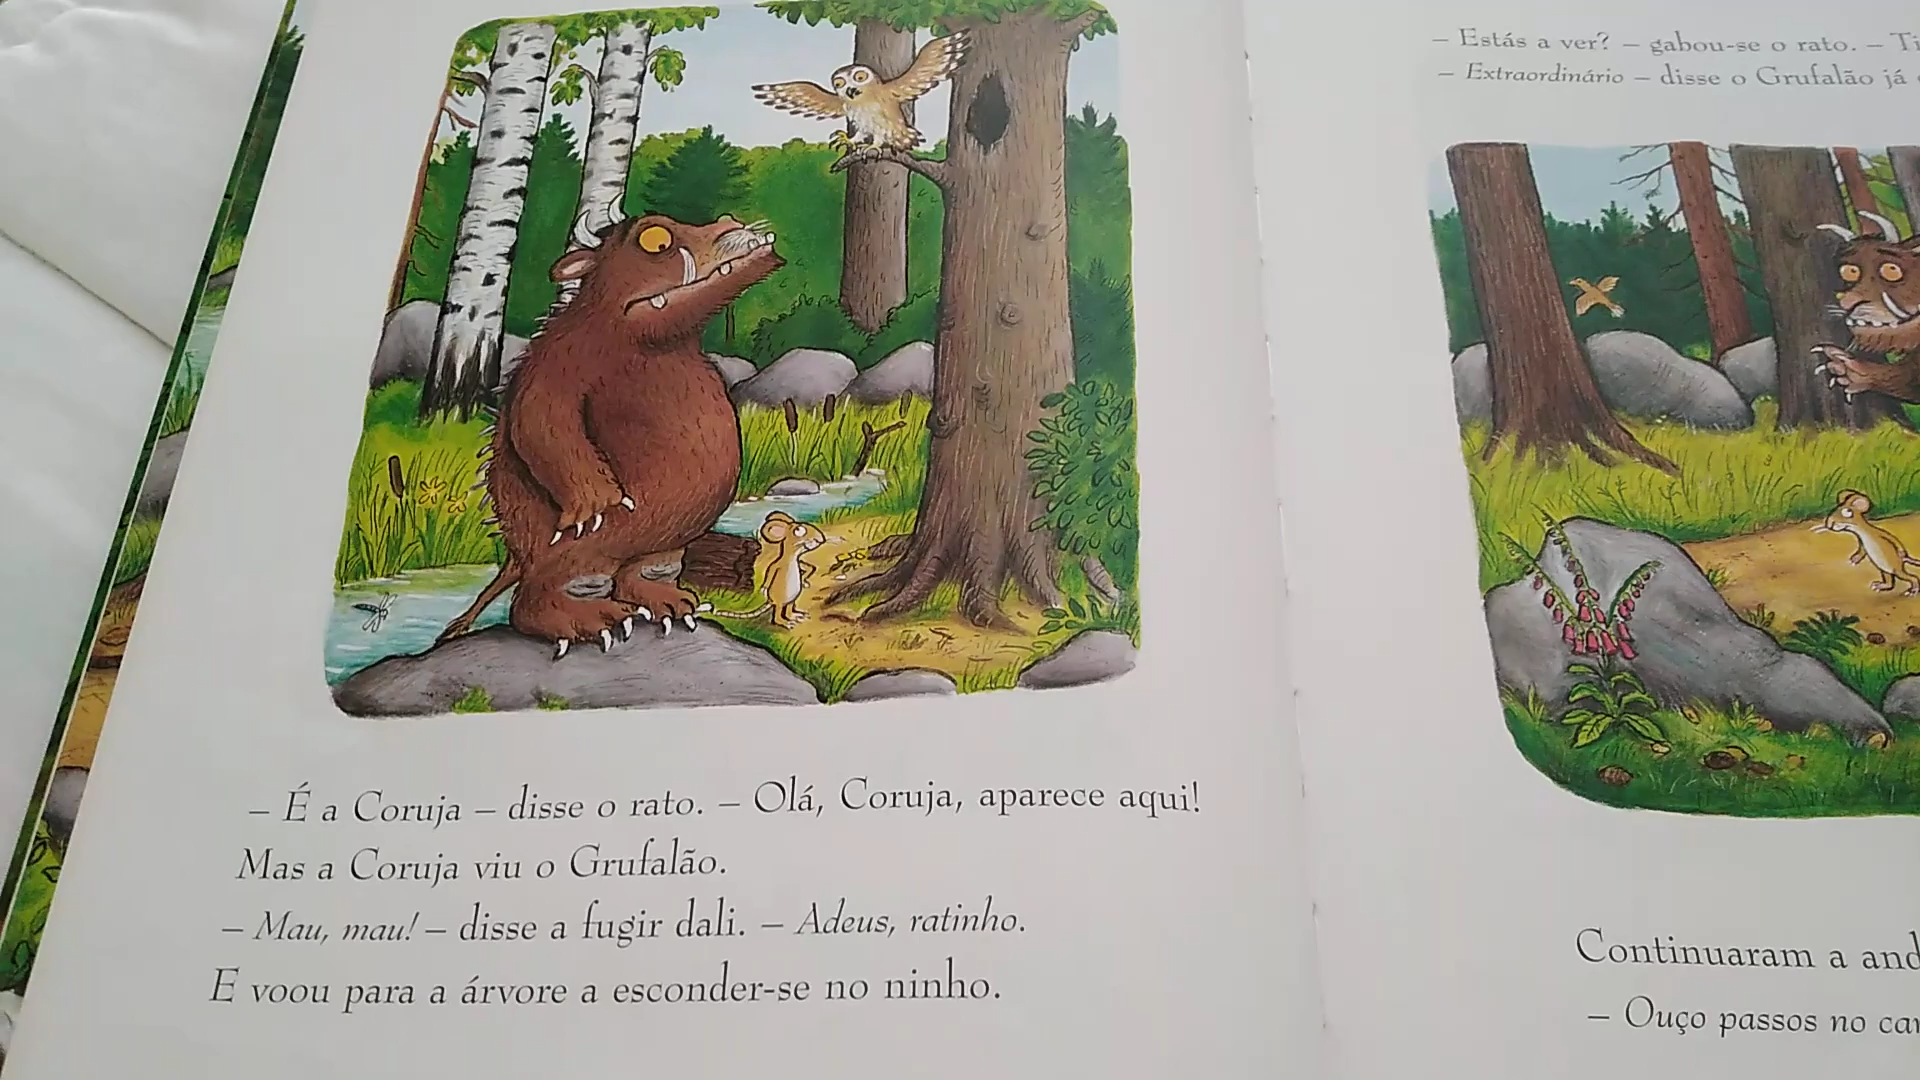 – É a Coruja – disse o rato. – Olá, Coruja, aparece aqui!
Mas a Coruja viu o Grufalão.
– Mau, mau! – disse a fugir dali. – Adeus, ratinho.
E voou para a árvore a esconder-se no ninho.
– Estás a ver? – gabou-se o rato. –
– Extraordinário – disse o Grufalão já
Continuaram a
– Ouço passos no